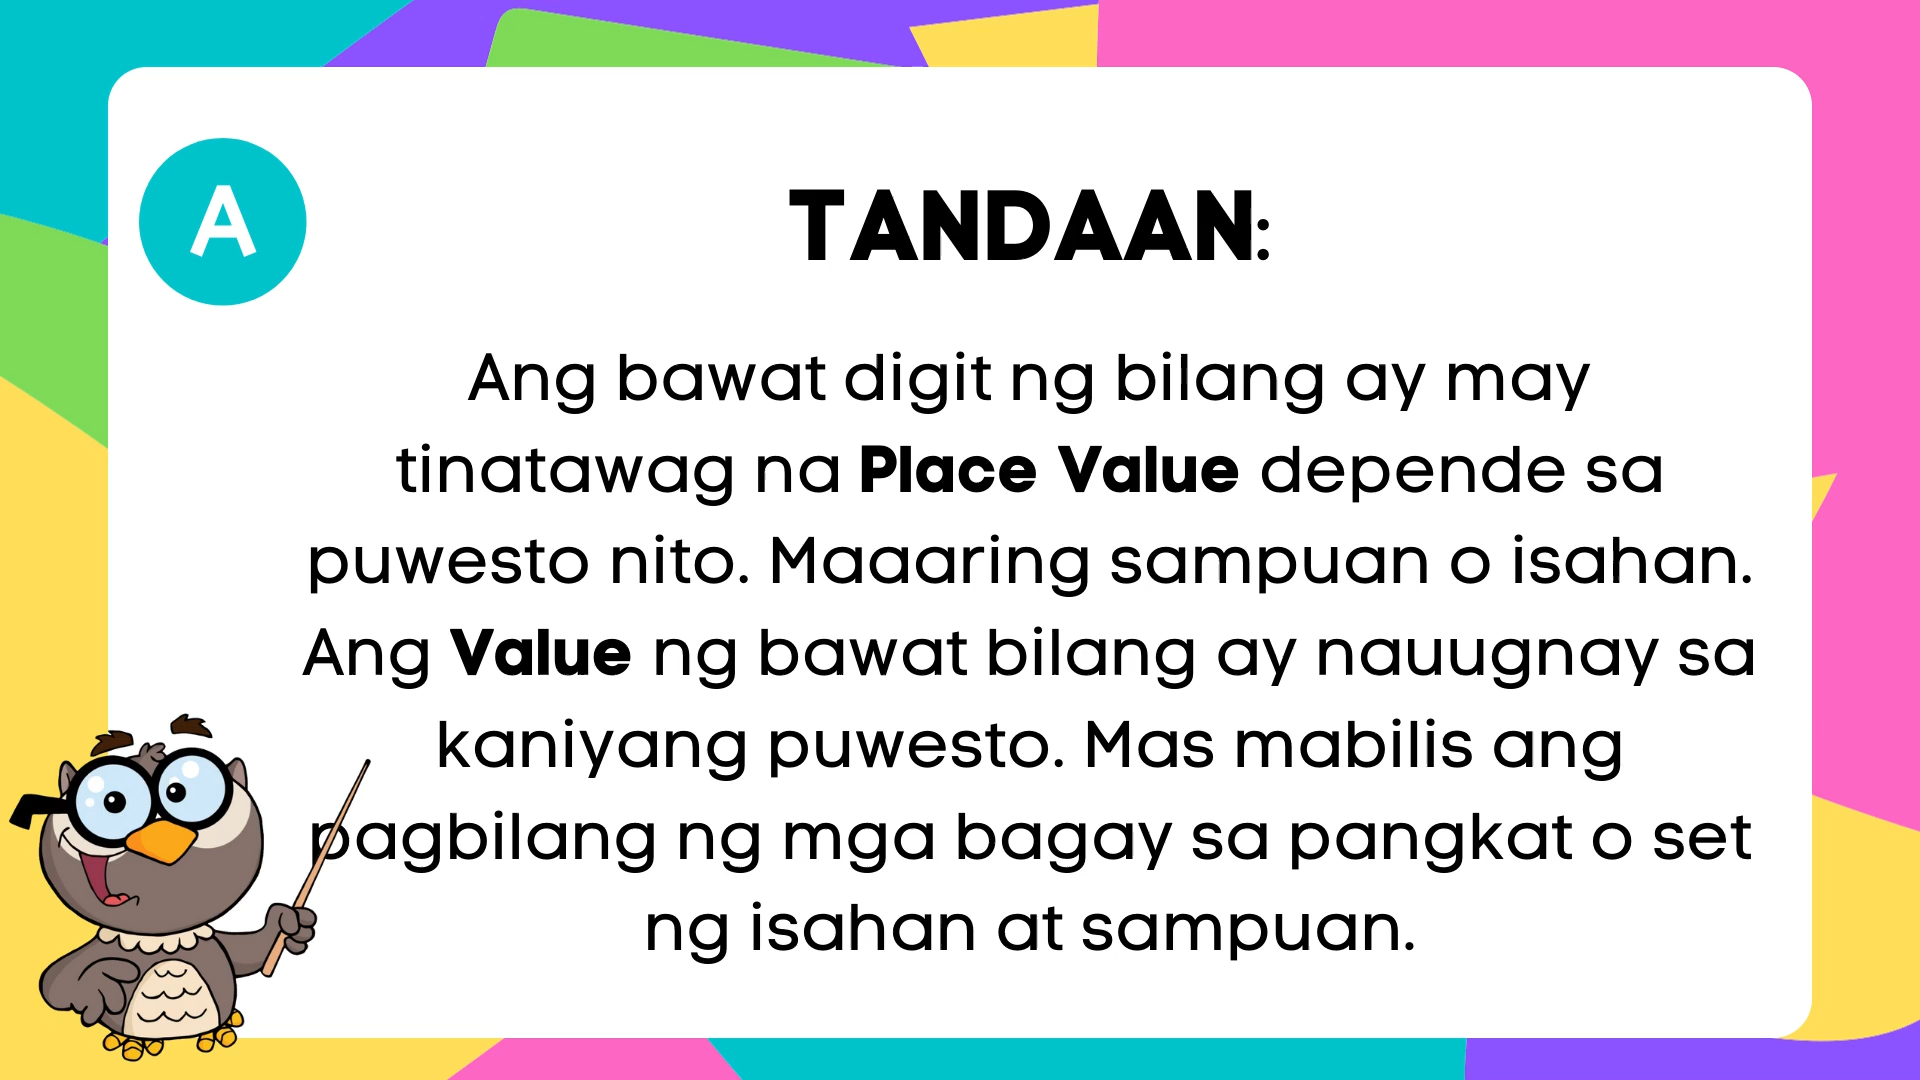 A
TANDAAN:
Ang bawat digit ng bilang ay may
tinatawag na Place Value depende sa
puwesto nito. Maaaring sampuan o isahan.
Ang Value ng bawat bilang ay nauugnay sa
kaniyang puwesto. Mas mabilis ang
pagbilang ng mga bagay sa pangkat o set
ng isahan at sampuan.